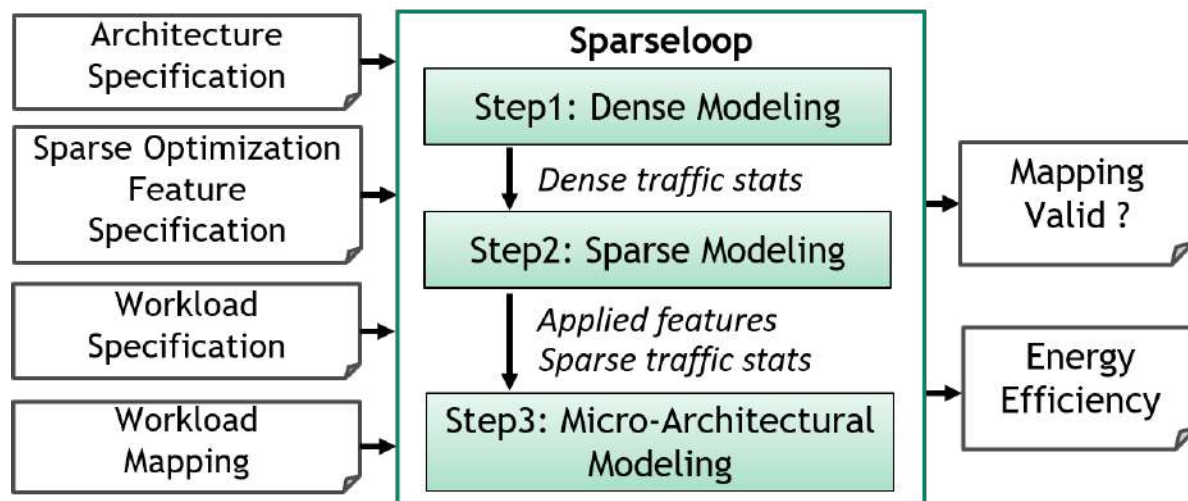 Architecture
Specification
Sparse Optimization
Feature
Specification
Workload
Specification
Workload
Mapping
Sparseloop
Step1: Dense Modeling
Dense traffic stats
Step2: Sparse Modeling
Applied features
Sparse traffic stats
Step3: Micro-Architectural
Modeling
Mapping
Valid ?
Energy
Efficiency